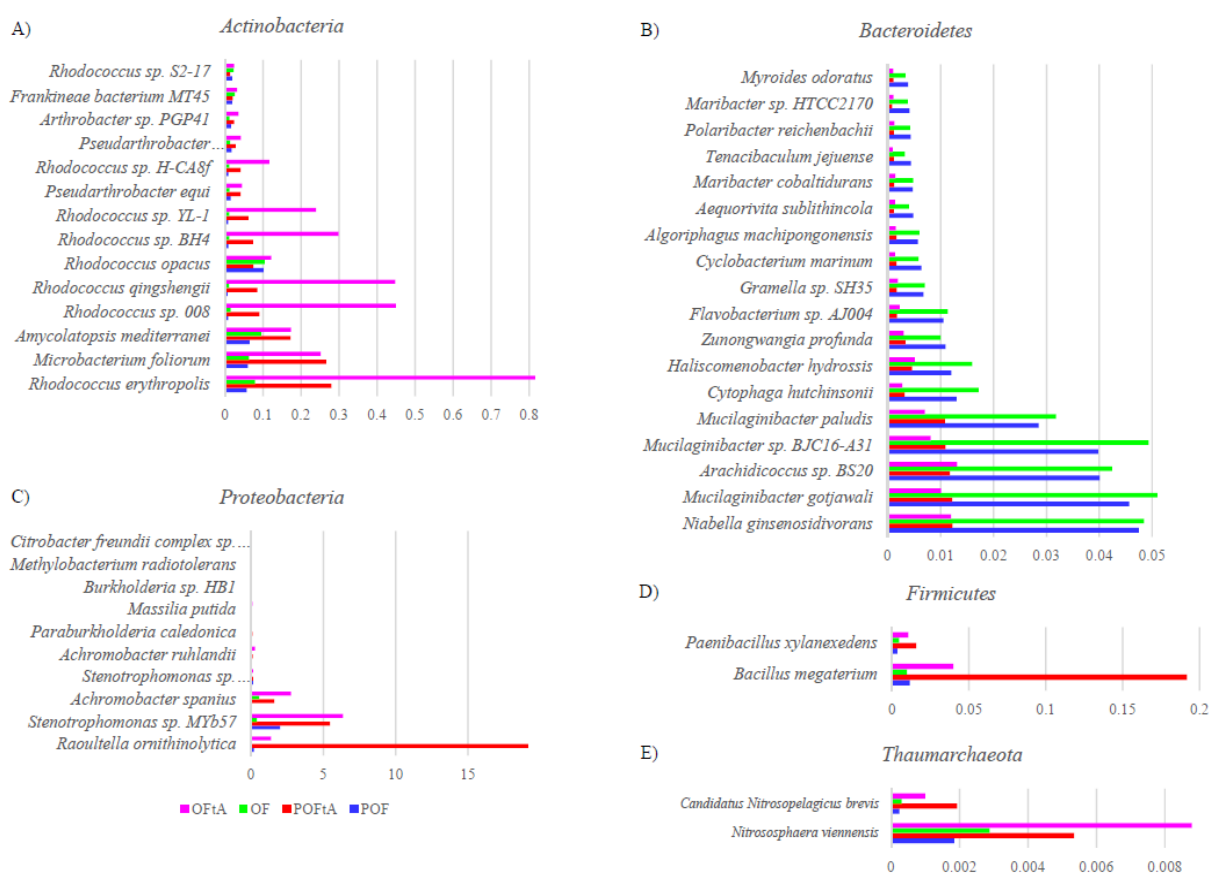 A)
Actinobacteria
Rhodococcus sp. S2-17
Frankineae bacterium MT45
Arthrobacter sp. PGP41
Pseudarthrobacter ...
Rhodococcus sp. H-CA8f
Pseudarthrobacter equi
Rhodococcus sp. YL-1
Rhodococcus sp. BH4
Rhodococcus opacus
Rhodococcus qingshengii
Rhodococcus sp. 008
Amycolatopsis mediterranei
Microbacterium foliorum
Rhodococcus erythropolis
0 0.1 0.2 0.3 0.4 0.5 0.6 0.7 0.8
B)
Bacteroidetes
Myroides odoratus
Maribacter sp. HTCC2170
Polaribacter reichenbachii
Tenacibaculum jejuense
Maribacter cobaltidurans
Aequorivita sublithincola
Algoriphagus machipongonensis
Cyclobacterium marinum
Gramella sp. SH35
Flavobacterium sp. AJ004
Zunongwangia profunda
Haliscomenobacter hydrossis
Cytophaga hutchinsonii
Mucilaginibacter paludis
Mucilaginibacter sp. BJC16-A31
Arachidicoccus sp. BS20
Mucilaginibacter gotjawali
Niabella ginsenosidivorans
0 0.01 0.02 0.03 0.04 0.05
C)
Proteobacteria
Citrobacter freundii complex sp. ...
Methylobacterium radiotolerans
Burkholderia sp. HB1
Massilia putida
Paraburkholderia caledonica
Achromobacter ruhlandii
Stenotrophomonas sp. ...
Achromobacter spanius
Stenotrophomonas sp. MYb57
Raoultella ornithinolytica
0 5 10 15
OFtA OF POFtA POF
D)
Firmicutes
Paenibacillus xylanexedens
Bacillus megaterium
0 0.05 0.1 0.15 0.2
E)
Thaumarchaeota
Candidatus Nitrosopelagicus brevis
Nitrososphaera viennensis
0 0.002 0.004 0.006 0.008